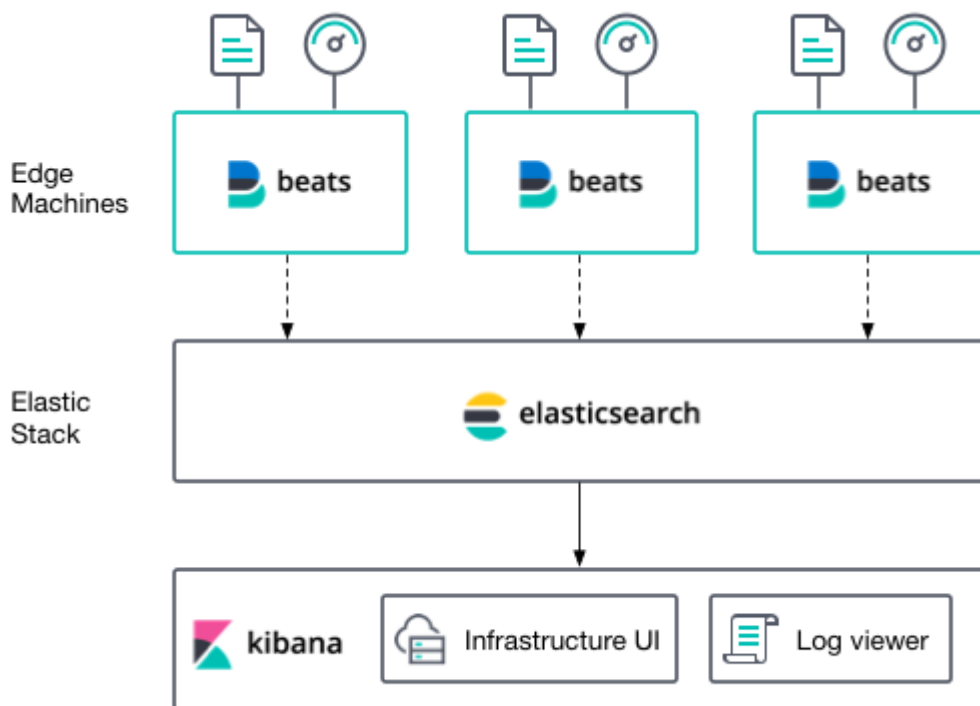 Edge
Machines
beats
beats
beats
Elastic
Stack
elasticsearch
kibana
Infrastructure UI
Log viewer